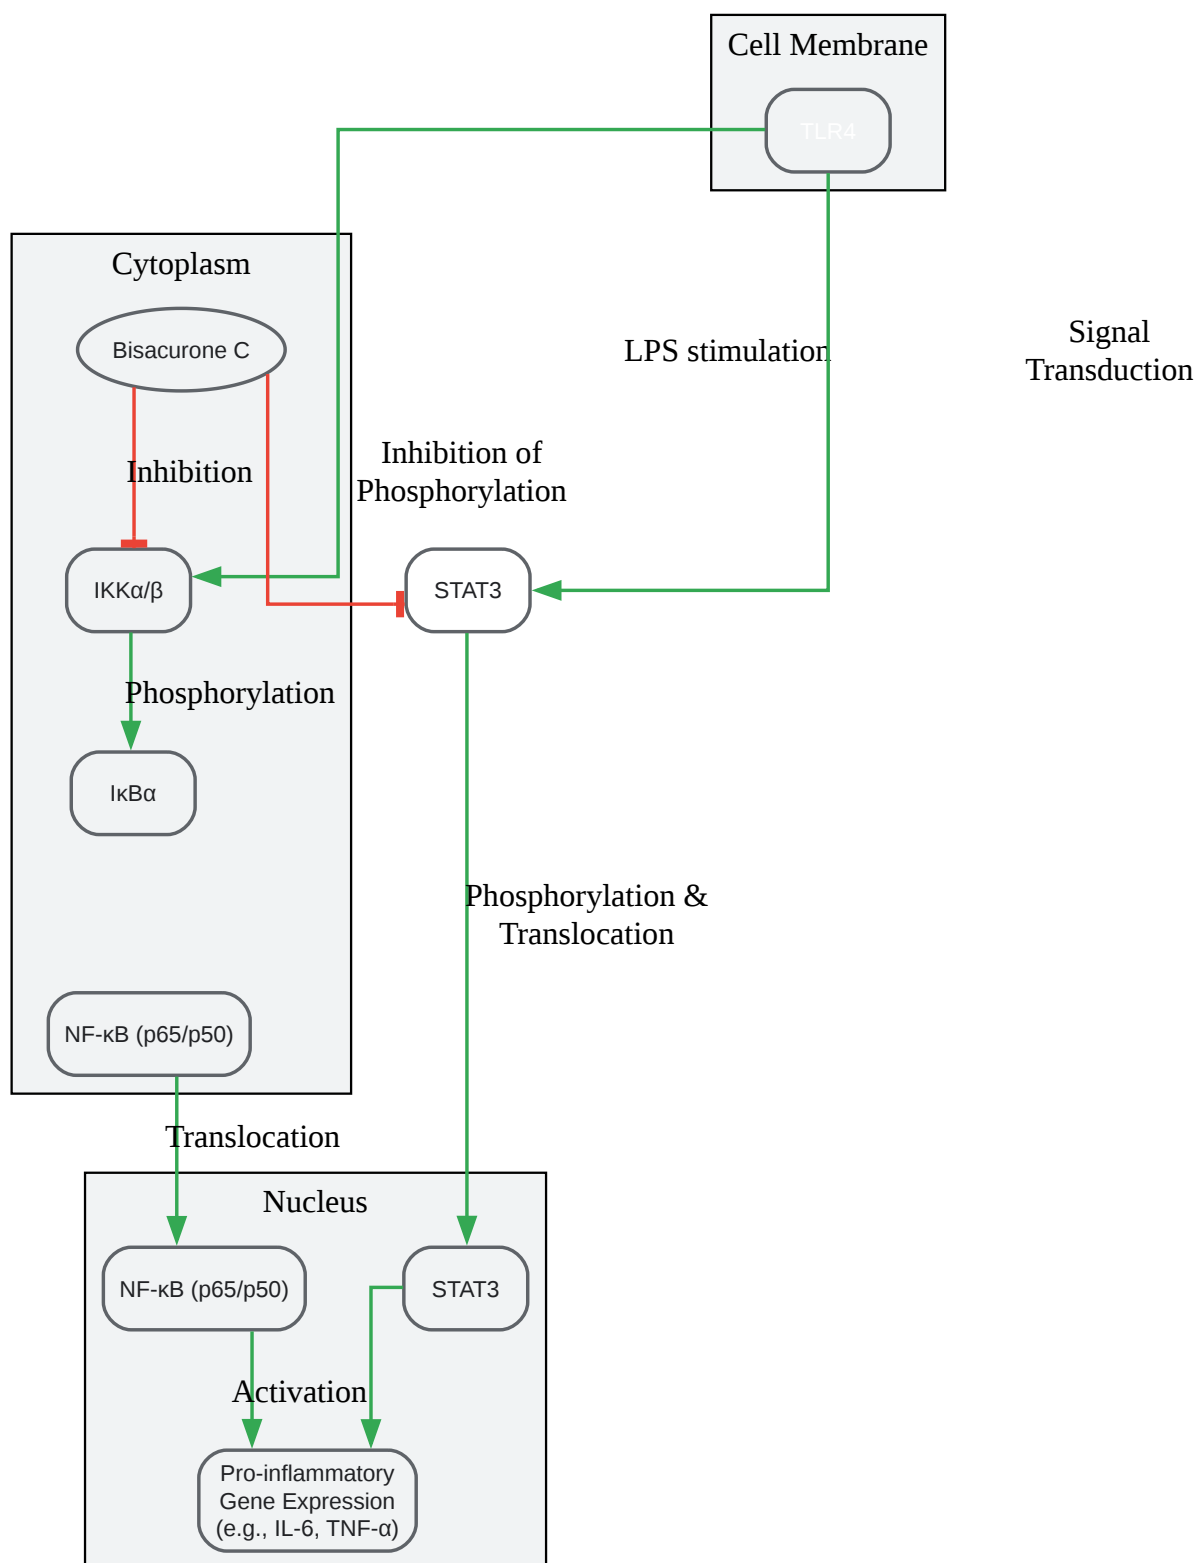 Cell Membrane
TLR4
Cytoplasm
Bisacurone C
LPS stimulation
Signal
Transduction
Inhibition
Inhibition of
Phosphorylation
IKKα/β
STAT3
Phosphorylation
IκBα
Phosphorylation &
Translocation
NF-κB (p65/p50)
Translocation
Nucleus
NF-κB (p65/p50)
STAT3
Activation
Pro-inflammatory
Gene Expression
(e.g., IL-6, TNF-α)